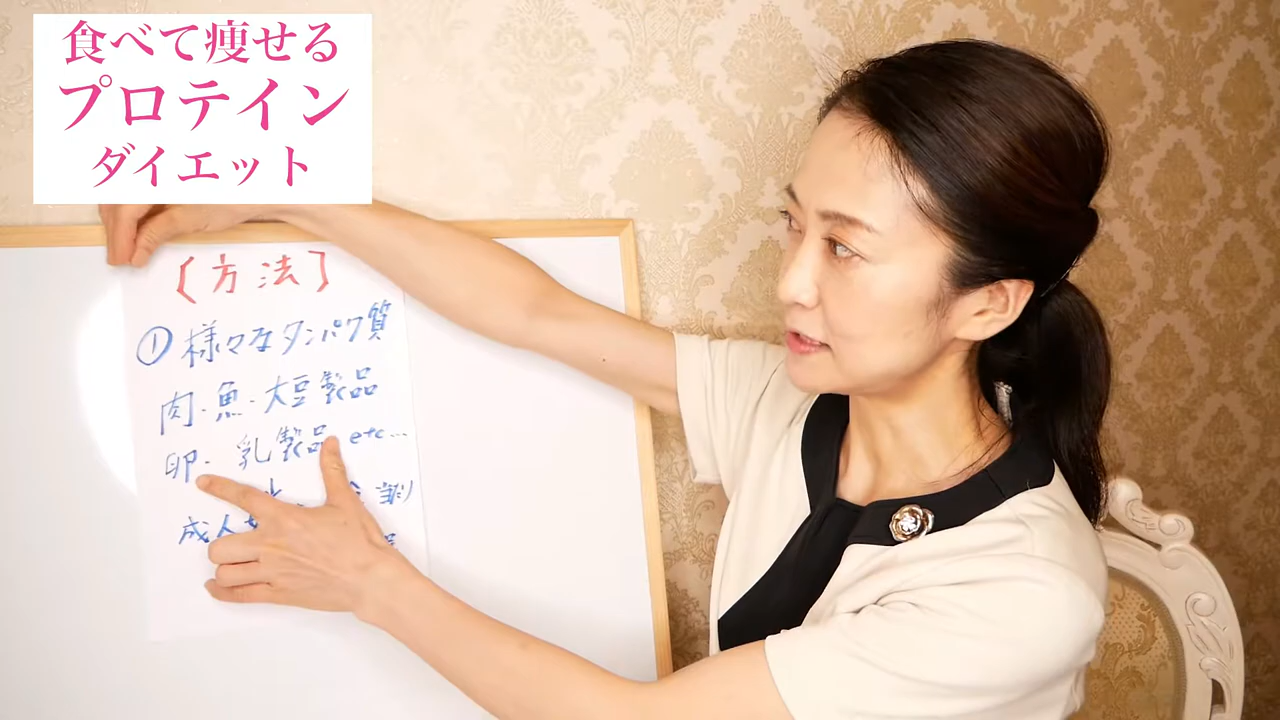 食べて痩せる
プロテイン
ダイエット
〔方法〕
①様々なタンパク質
肉・魚・大豆製品
卵・乳製品 etc...
成人